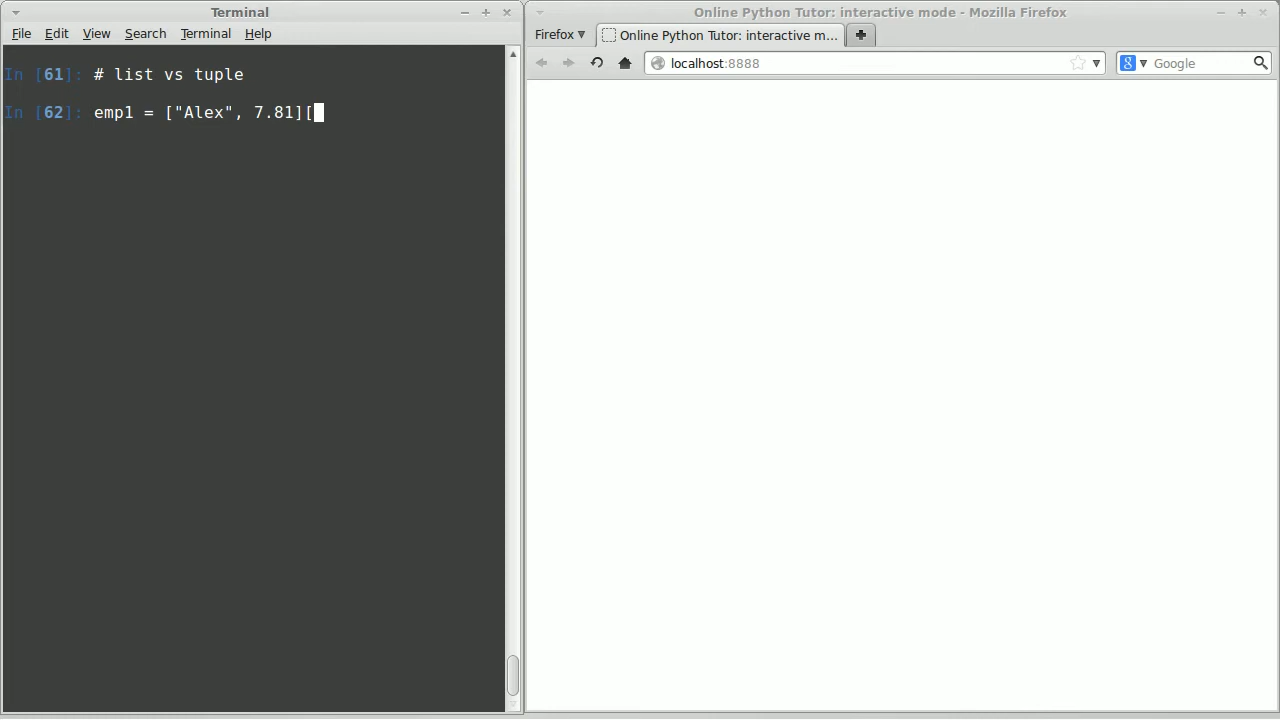 Terminal
File Edit View Search Terminal Help
In [61]: # list vs tuple
In [62]: emp1 = ["Alex", 7.81][
Online Python Tutor: interactive mode - Mozilla Firefox
Firefox
Online Python Tutor: interactive m...
localhost:8888
Google